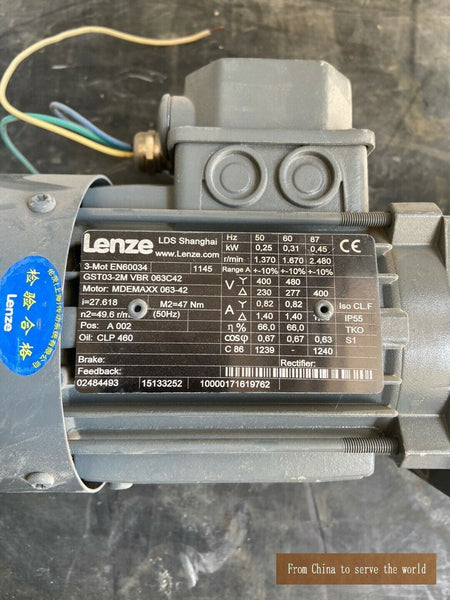 Lenze
LDS Shanghai
www.Lenze.com
3-Mot EN60034 1145
GST03-2M VBR 063C42
Motor: MDEMAXX 063-42
i=27.618 M2=47 Nm
n2=49.6 r/m. (50Hz)
Pos: A 002
Oil: CLP 460
Brake:
Feedback:
02484493 15133252 10000171619762
Hz 50 60 87
kW 0,25 0,31 0,45
r/min 1.370 1.670 2.480
Range A +-10% +-10% +-10%
V 400 480
230 277 400
A 0,82 0,82
1,40 1,40
η% 66,0 66,0
cosφ 0,67 0,67 0,63
C 86 1239 1240
CE
Iso CL.F
IP55
TKO
S1
检验合格
Lenze
From China to serve the world